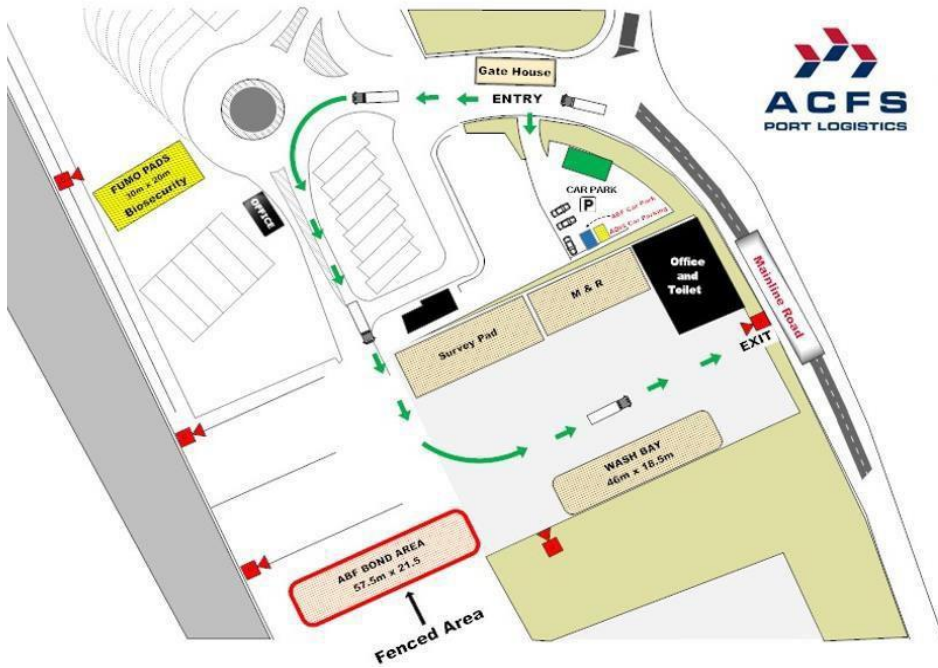 Gate House
ENTRY
ACFS
PORT LOGISTICS
FUMO PADS
30m x 20m
Biosecurity
OFFICE
CAR PARK
P
ABF Car Park
Mainline Road
Office
and
Toilet
M & R
Survey Pad
EXIT
WASH BAY
46m x 18.5m
ABF BOND AREA
57.5m x 21.5
Fenced Area